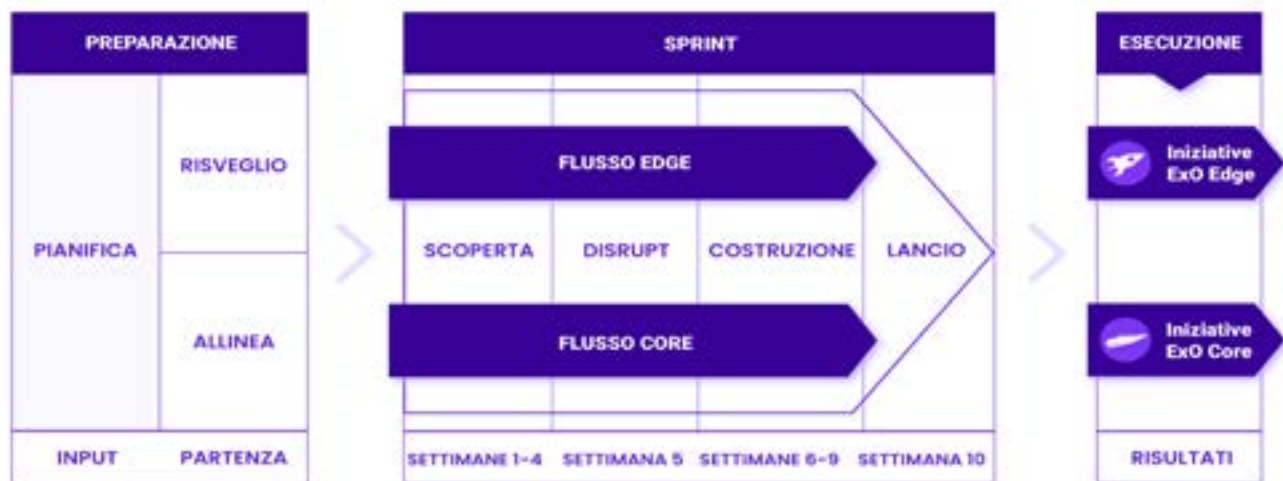 PREPARAZIONE
SPRINT
ESECUZIONE
RISVEGLIO
FLUSSO EDGE
Iniziative
ExO Edge
PIANIFICA
SCOPERTA
DISRUPT
COSTRUZIONE
LANCIO
ALLINEA
FLUSSO CORE
Iniziative
ExO Core
INPUT
PARTENZA
SETTIMANE 1-4
SETTIMANA 5
SETTIMANE 6-9
SETTIMANA 10
RISULTATI